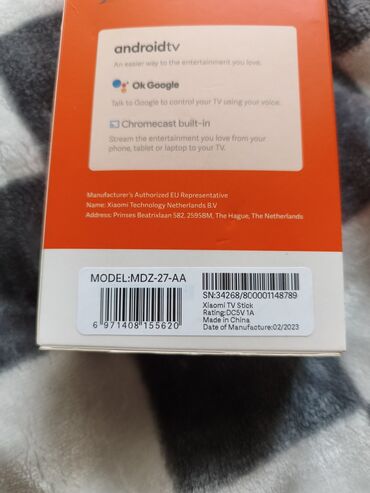 androidtv
An easier way to the entertainment you love.
Ok Google
Talk to Google to control your TV using your voice.
Chromecast built-in
Stream the entertainment you love from your
phone, tablet or laptop to your TV.
Manufacturer's Authorized EU Representative
Name: Xiaomi Technology Netherlands B.V
Address: Prinses Beatrixlaan 582, 2595BM, The Hague, The Netherlands
MODEL:MDZ-27-AA
6 971408 155620
SN:34268/800001148789
Xiaomi TV Stick
Rating:DC5V 1A
Made in China
Date of Manufacture:02/2023